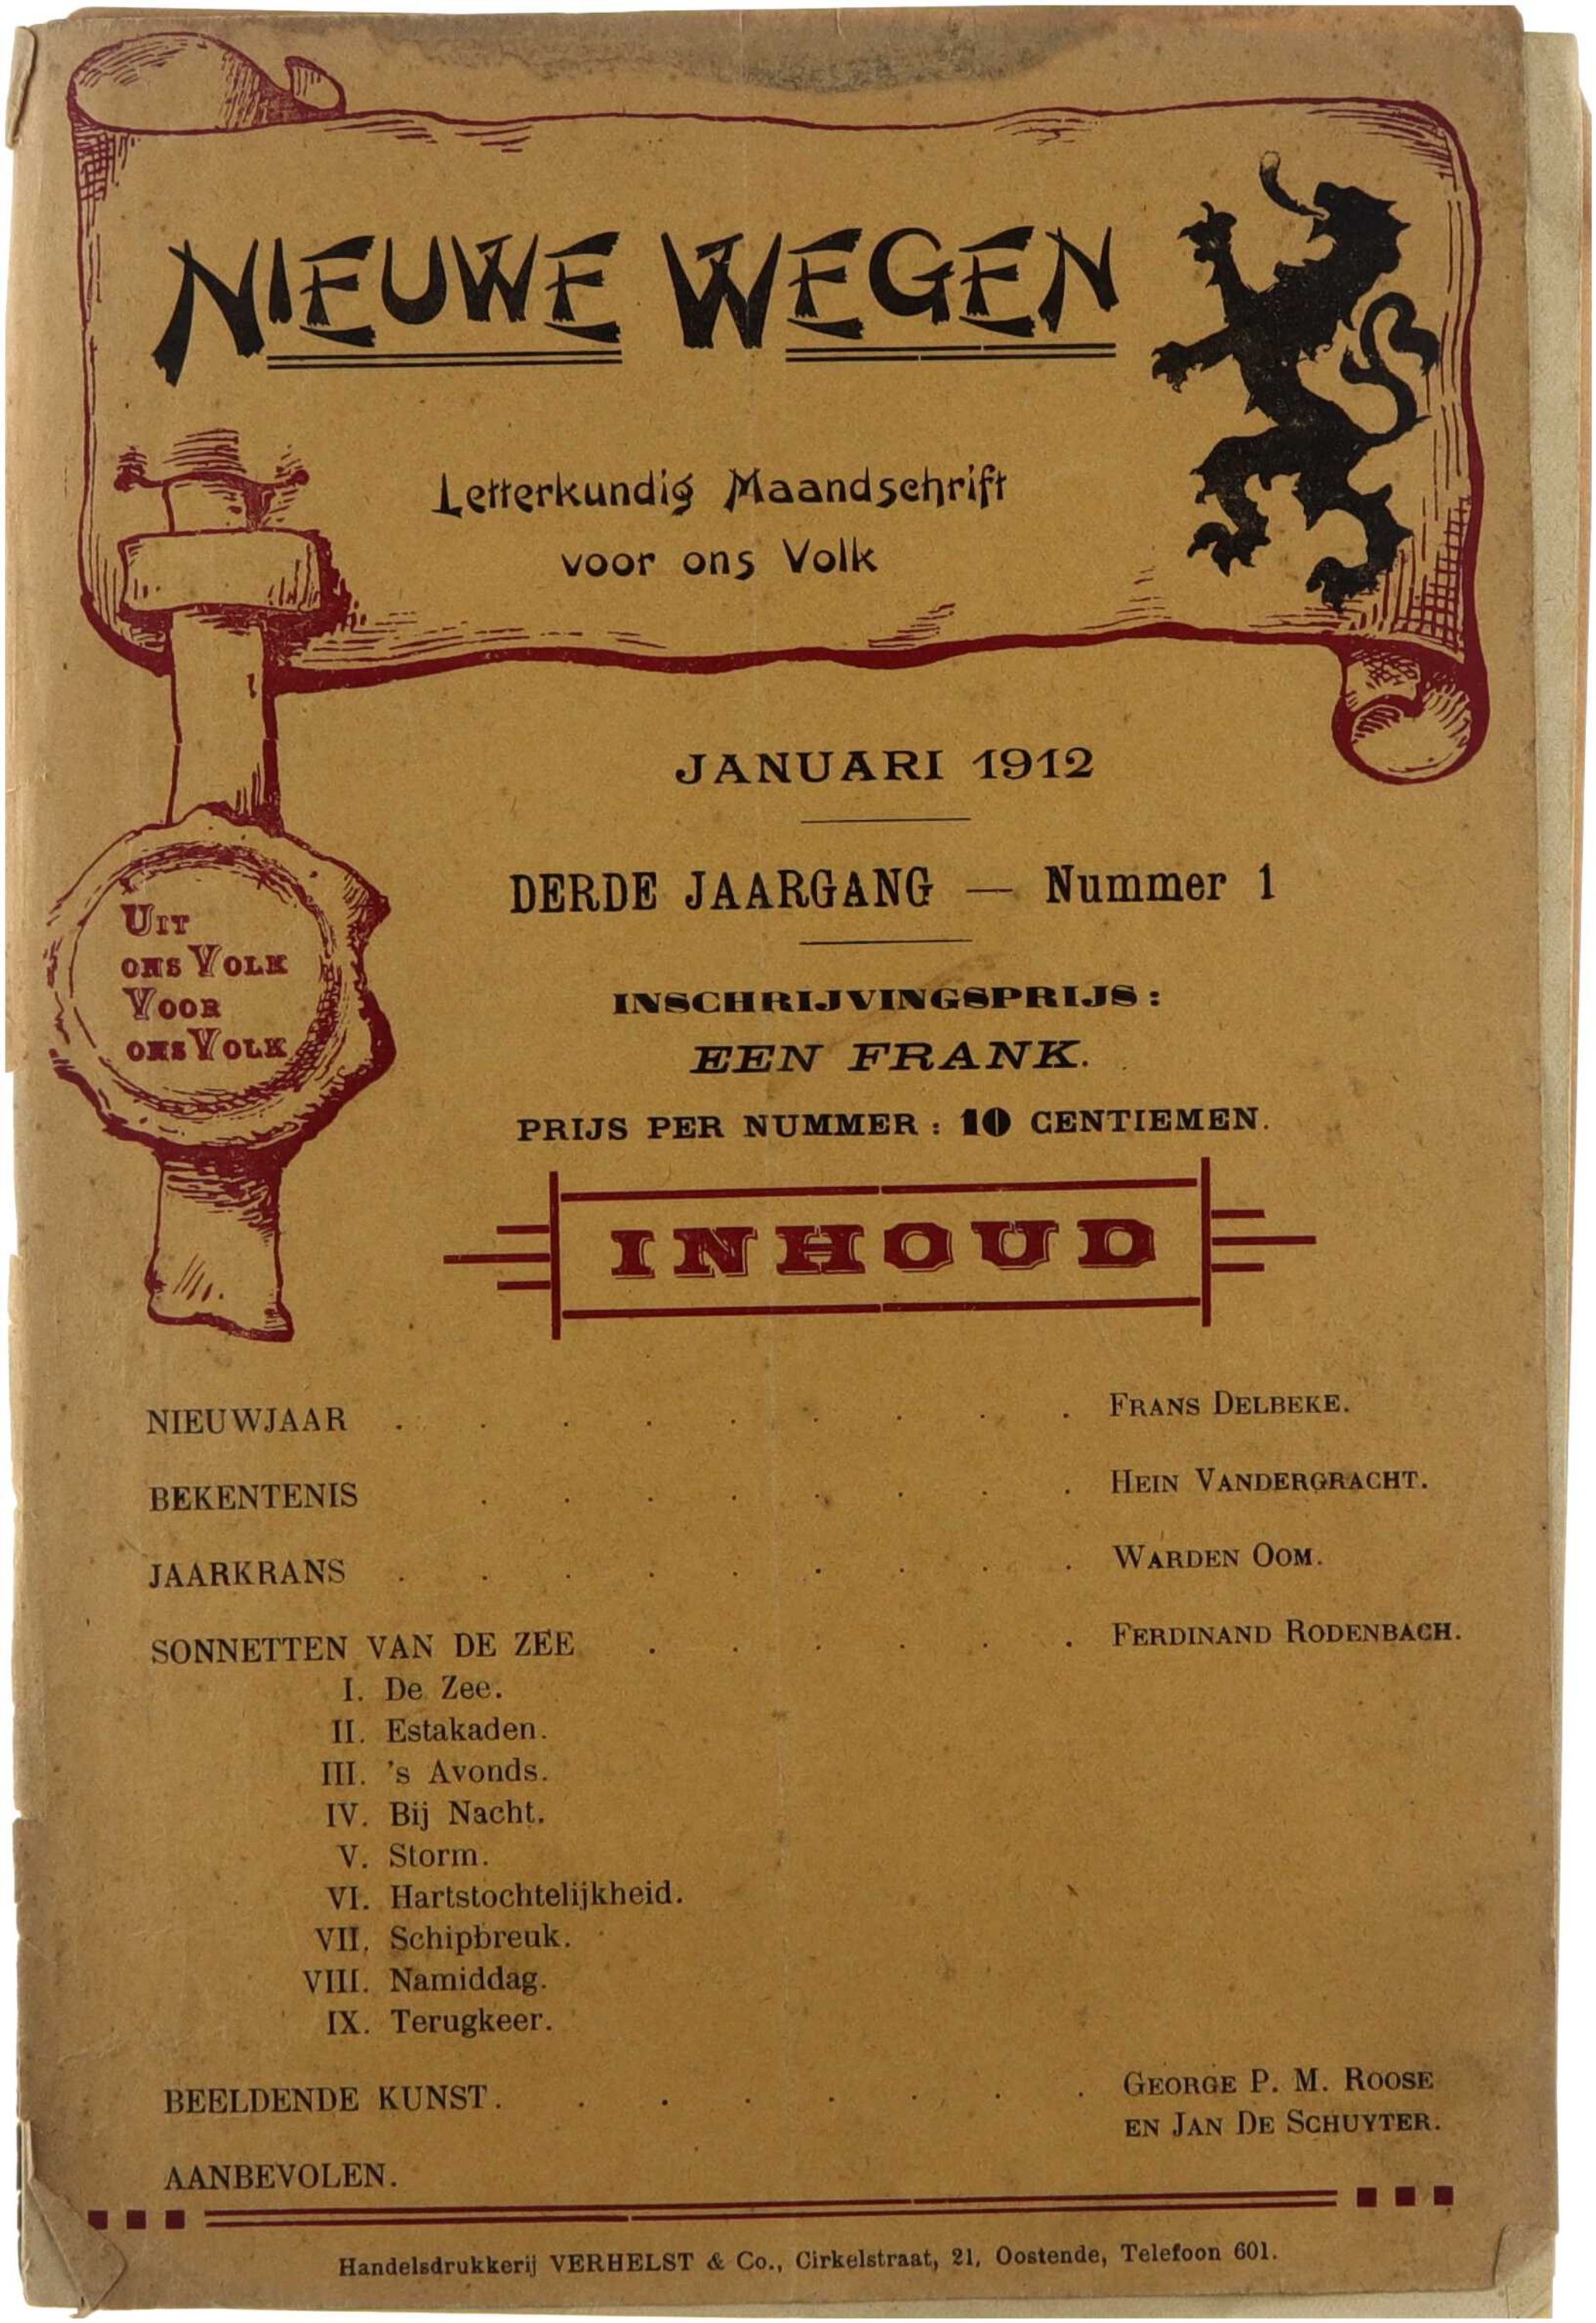 NIEUWE WEGEN
Letterkundig Maandschrift
voor ons Volk
JANUARI 1912
DERDE JAARGANG — Nummer 1
UIT
ONS VOLK
VOOR
ONS VOLK
INSCHRIJVINGSPRIJS :
EEN FRANK.
PRIJS PER NUMMER : 10 CENTIEMEN.
INHOUD
NIEUWJAAR . . . . . . . . . FRANS DELBEKE.
BEKENTENIS . . . . . . . . HEIN VANDERGRACHT.
JAARKRANS . . . . . . . . . WARDEN OOM.
SONNETTEN VAN DE ZEE . . . . . . FERDINAND RODENBACH.
I. De Zee.
II. Estakaden.
III. 's Avonds.
IV. Bij Nacht.
V. Storm.
VI. Hartstochtelijkheid.
VII. Schipbreuk.
VIII. Namiddag.
IX. Terugkeer.
BEELDENDE KUNST. . . . . . . . GEORGE P. M. ROOSE
EN JAN DE SCHUYTER.
AANBEVOLEN.
Handelsdrukkerij VERHELST & Co., Cirkelstraat, 21, Oostende, Telefoon 601.